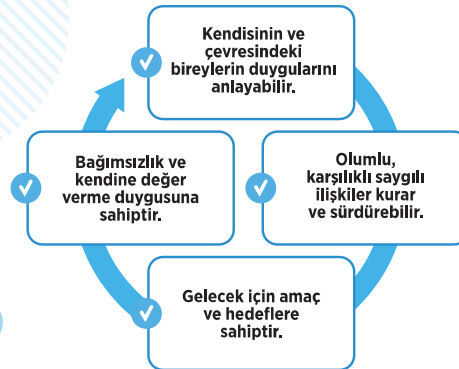 Kendisinin ve
çevresindeki
bireylerin duygularını
anlayabilir.
Bağımsızlık ve
kendine değer
verme duygusuna
sahiptir.
Olumlu,
karşılıklı saygılı
ilişkiler kurar
ve sürdürebilir.
Gelecek için amaç
ve hedeflere
sahiptir.